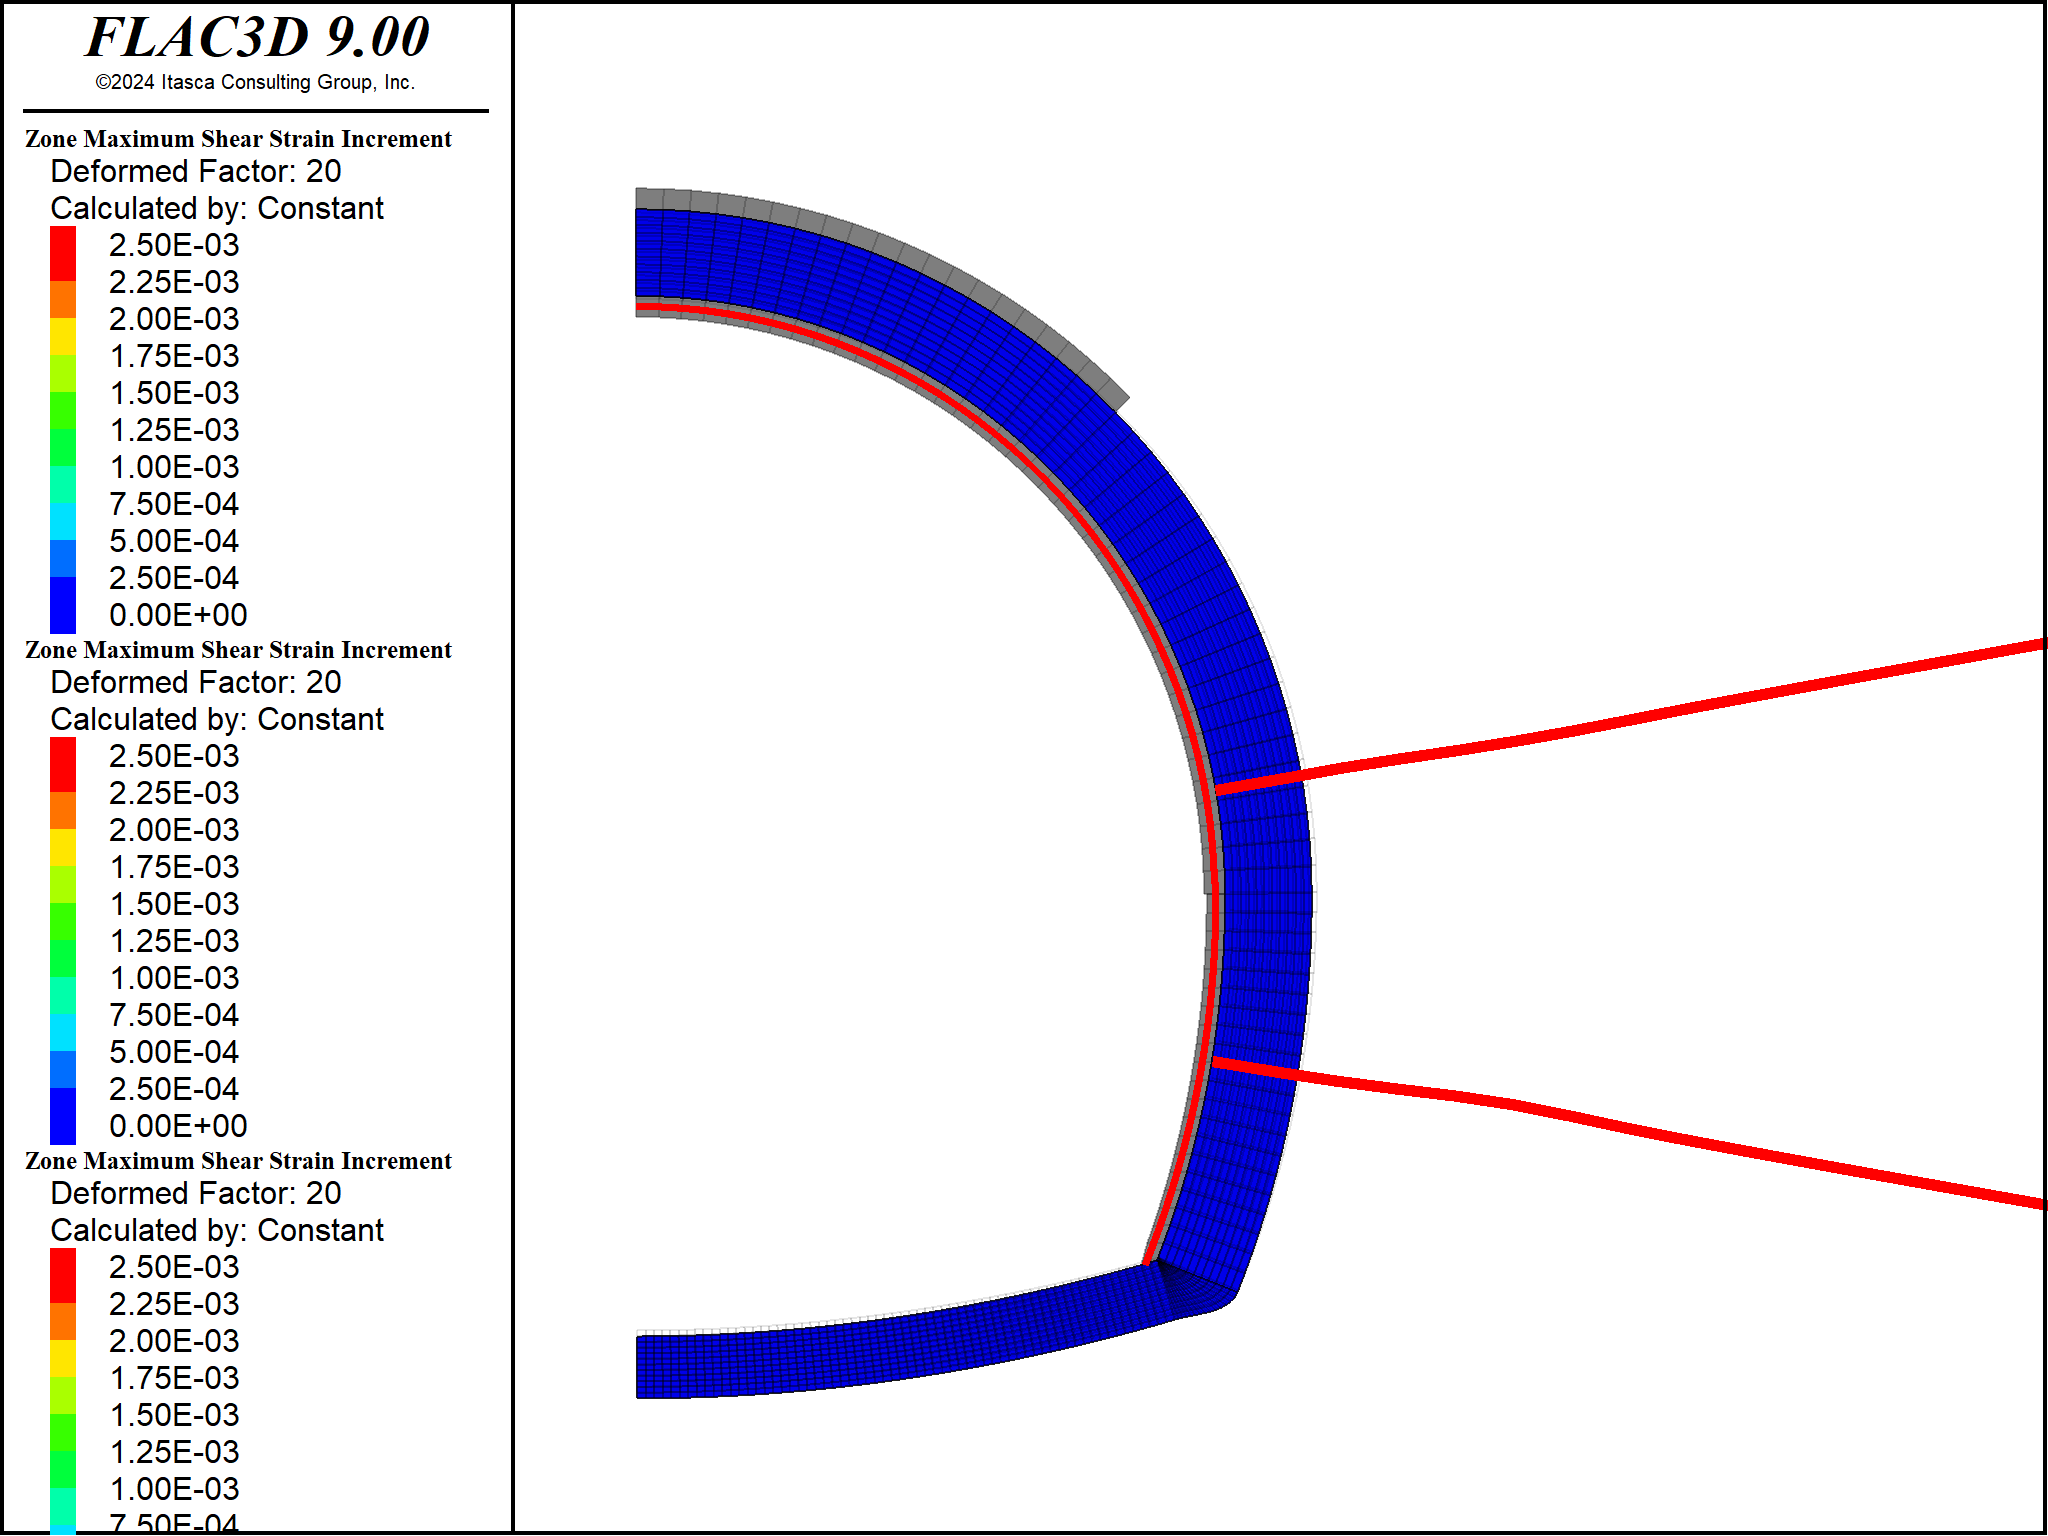 FLAC3D 9.00
©2024 Itasca Consulting Group, Inc.
Zone Maximum Shear Strain Increment
Deformed Factor: 20
Calculated by: Constant
2.50E-03
2.25E-03
2.00E-03
1.75E-03
1.50E-03
1.25E-03
1.00E-03
7.50E-04
5.00E-04
2.50E-04
0.00E+00
Zone Maximum Shear Strain Increment
Deformed Factor: 20
Calculated by: Constant
2.50E-03
2.25E-03
2.00E-03
1.75E-03
1.50E-03
1.25E-03
1.00E-03
7.50E-04
5.00E-04
2.50E-04
0.00E+00
Zone Maximum Shear Strain Increment
Deformed Factor: 20
Calculated by: Constant
2.50E-03
2.25E-03
2.00E-03
1.75E-03
1.50E-03
1.25E-03
1.00E-03
7.50E-04